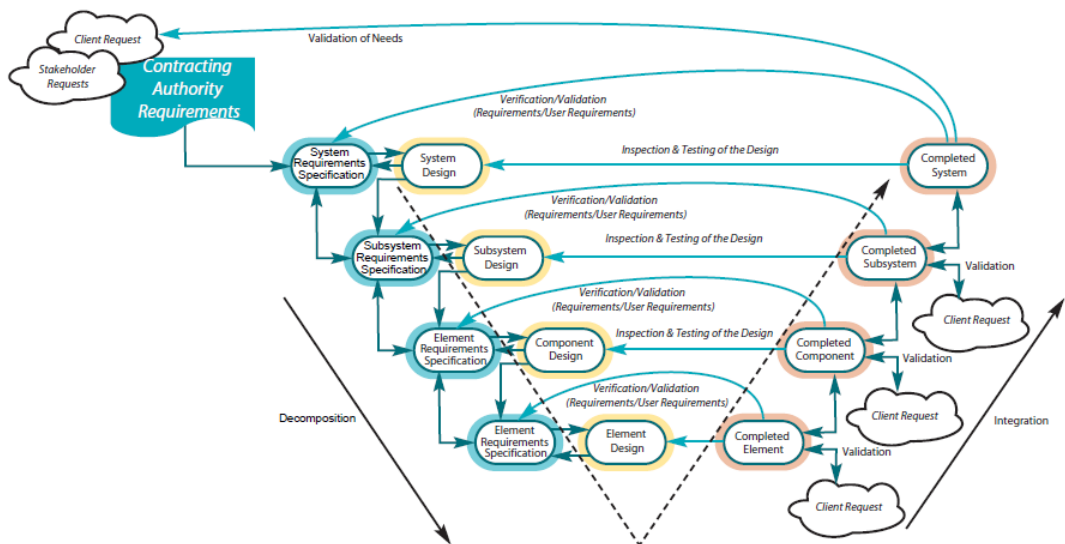 Client Request
Validation of Needs
Stakeholder
Requests
Contracting
Authority
Requirements
Verification/Validation
(Requirements/User Requirements)
System
Requirements
Specification
System
Design
Inspection & Testing of the Design
Completed
System
Verification/Validation
(Requirements/User Requirements)
Subsystem
Requirements
Specification
Subsystem
Design
Inspection & Testing of the Design
Completed
Subsystem
Validation
Client Request
Verification/Validation
(Requirements/User Requirements)
Element
Requirements
Specification
Component
Design
Inspection & Testing of the Design
Completed
Component
Validation
Client Request
Decomposition
Verification/Validation
(Requirements/User Requirements)
Integration
Element
Requirements
Specification
Element
Design
Completed
Element
Validation
Client Request